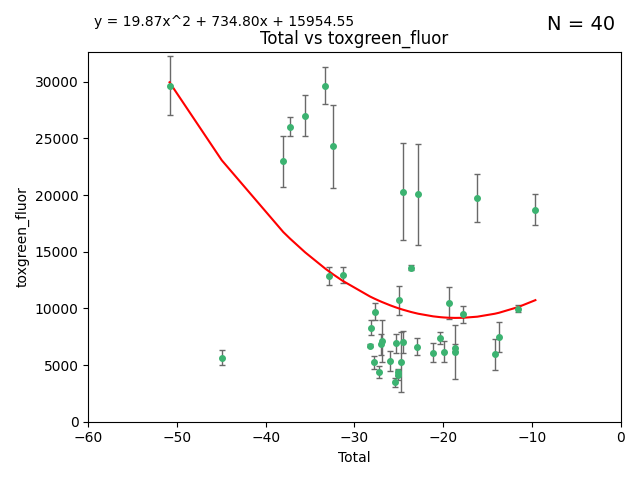 y = 19.87x^2 + 734.80x + 15954.55
N = 40
Total vs toxgreen_fluor
30000
25000
20000
15000
10000
5000
0
toxgreen_fluor
−60 −50 −40 −30 −20 −10 0
Total